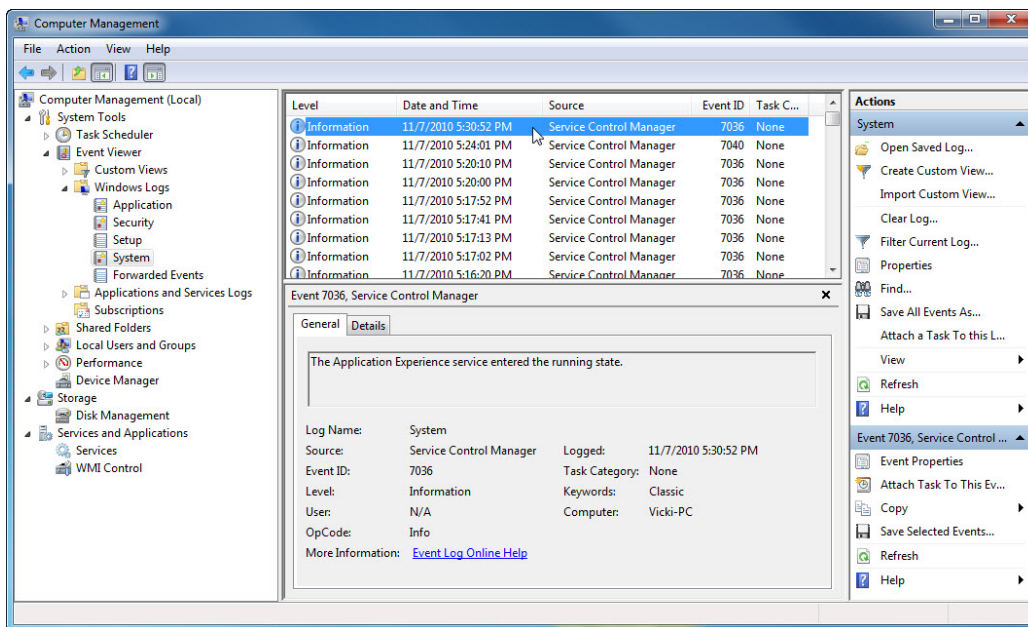 Computer Management
File Action View Help
Computer Management (Local)
System Tools
Task Scheduler
Event Viewer
Custom Views
Windows Logs
Application
Security
Setup
System
Forwarded Events
Applications and Services Logs
Subscriptions
Shared Folders
Local Users and Groups
Performance
Device Manager
Storage
Disk Management
Services and Applications
Services
WMI Control
Level Date and Time Source Event ID Task C...
Information 11/7/2010 5:30:52 PM Service Control Manager 7036 None
Information 11/7/2010 5:24:01 PM Service Control Manager 7040 None
Information 11/7/2010 5:20:10 PM Service Control Manager 7036 None
Information 11/7/2010 5:20:00 PM Service Control Manager 7036 None
Information 11/7/2010 5:17:52 PM Service Control Manager 7036 None
Information 11/7/2010 5:17:41 PM Service Control Manager 7036 None
Information 11/7/2010 5:17:13 PM Service Control Manager 7036 None
Information 11/7/2010 5:17:02 PM Service Control Manager 7036 None
Information 11/7/2010 5:16:20 PM Service Control Manager 7036 None
Event 7036, Service Control Manager
General Details
The Application Experience service entered the running state.
Log Name: System
Source: Service Control Manager Logged: 11/7/2010 5:30:52 PM
Event ID: 7036 Task Category: None
Level: Information Keywords: Classic
User: N/A Computer: Vicki-PC
OpCode: Info
More Information: Event Log Online Help
Actions
System
Open Saved Log...
Create Custom View...
Import Custom View...
Clear Log...
Filter Current Log...
Properties
Find...
Save All Events As...
Attach a Task To this L...
View
Refresh
Help
Event 7036, Service Control ...
Event Properties
Attach Task To This Ev...
Copy
Save Selected Events...
Refresh
Help